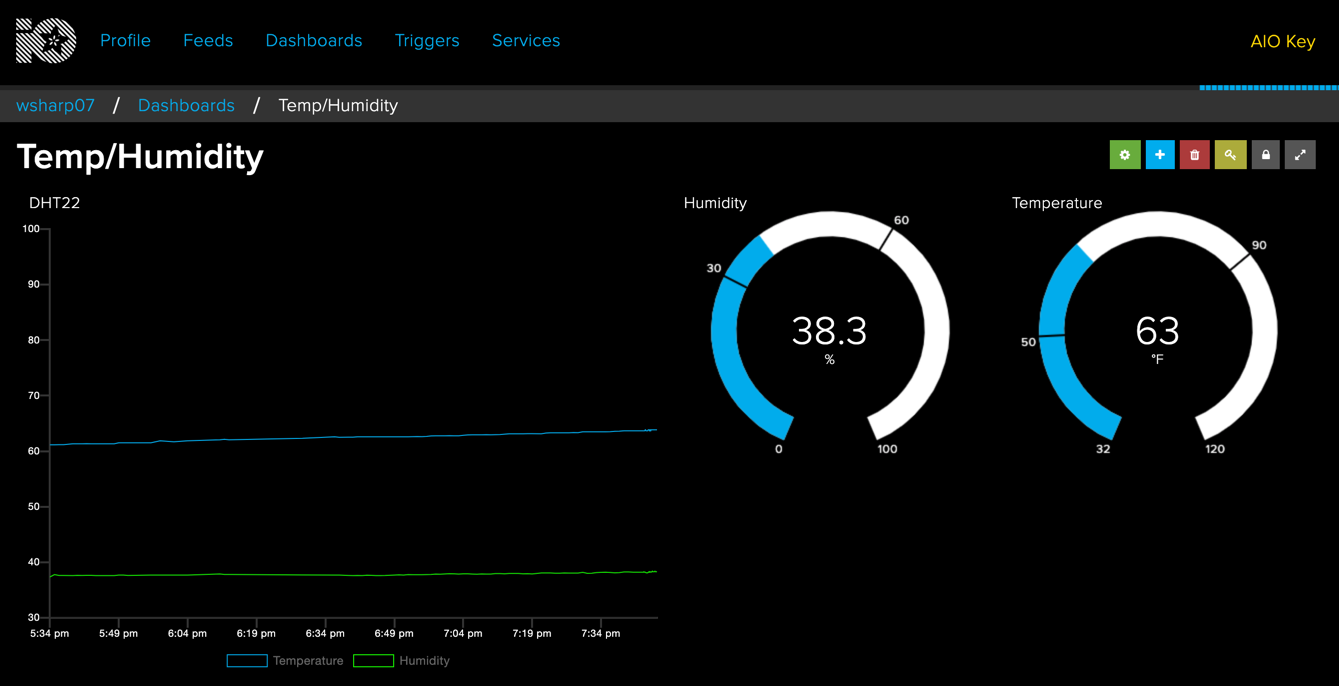 IO Profile Feeds Dashboards Triggers Services AIO Key
wsharp07 / Dashboards / Temp/Humidity
Temp/Humidity
DHT22
100
90
80
70
60
50
40
30
5:34 pm 5:49 pm 6:04 pm 6:19 pm 6:34 pm 6:49 pm 7:04 pm 7:19 pm 7:34 pm
Temperature Humidity
Humidity
60
30
38.3
%
0 100
Temperature
90
50
63
°F
32 120